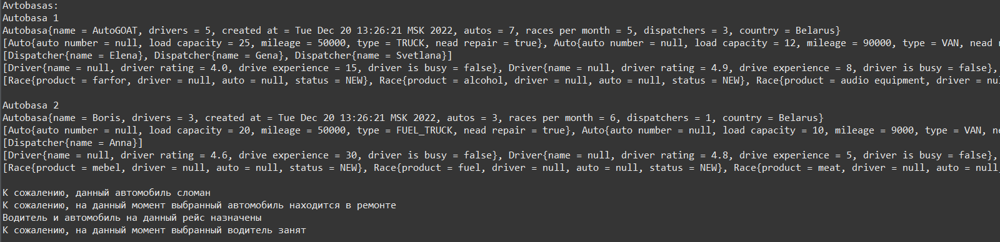 Avtobasas:
Autobasa 1
Autobasa{name = AutoGOAT, drivers = 5, created at = Tue Dec 20 13:26:21 MSK 2022, autos = 7, races per month = 5, dispatchers = 3, country = Belarus}
[Auto{auto number = null, load capacity = 25, mileage = 50000, type = TRUCK, nead repair = true}, Auto{auto number = null, load capacity = 12, mileage = 90000, type = VAN, nead
[Dispatcher{name = Elena}, Dispatcher{name = Gena}, Dispatcher{name = Svetlana}]
[Driver{name = null, driver rating = 4.0, drive experience = 15, driver is busy = false}, Driver{name = null, driver rating = 4.9, drive experience = 8, driver is busy = false},
[Race{product = farfor, driver = null, auto = null, status = NEW}, Race{product = alcohol, driver = null, auto = null, status = NEW}, Race{product = audio equipment, driver =
Autobasa 2
Autobasa{name = Boris, drivers = 3, created at = Tue Dec 20 13:26:21 MSK 2022, autos = 3, races per month = 6, dispatchers = 1, country = Belarus}
[Auto{auto number = null, load capacity = 20, mileage = 50000, type = FUEL_TRUCK, nead repair = true}, Auto{auto number = null, load capacity = 10, mileage = 9000, type = VAN,
[Dispatcher{name = Anna}]
[Driver{name = null, driver rating = 4.6, drive experience = 30, driver is busy = false}, Driver{name = null, driver rating = 4.8, drive experience = 5, driver is busy = false},
[Race{product = mebel, driver = null, auto = null, status = NEW}, Race{product = fuel, driver = null, auto = null, status = NEW}, Race{product = meat, driver = null, auto = null,
К сожалению, данный автомобиль сломан
К сожалению, на данный момент выбранный автомобиль находится в ремонте
Водитель и автомобиль на данный рейс назначены
К сожалению, на данный момент выбранный водитель занят